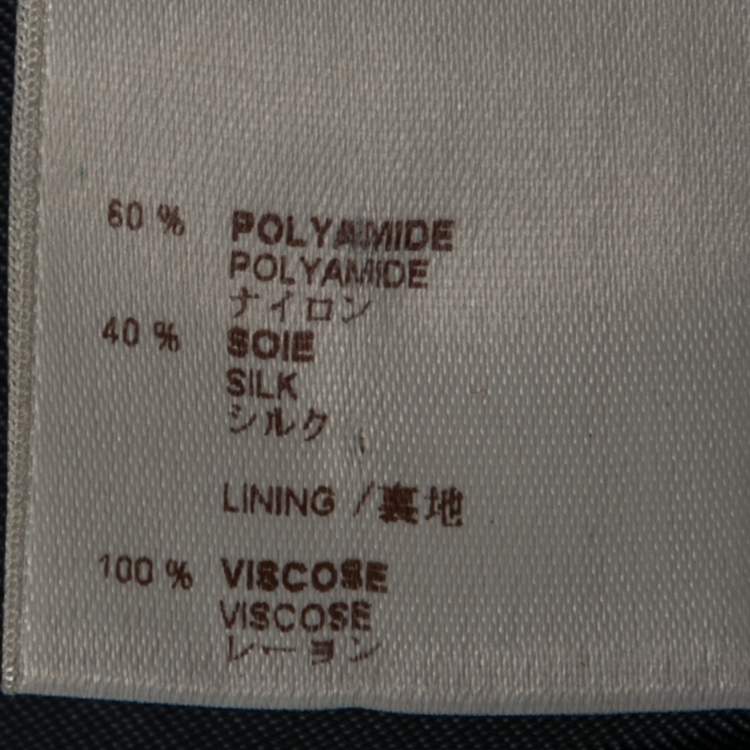 60 % POLYAMIDE
POLYAMIDE
ナイロン
40 % SOIE
SILK
シルク
LINING / 裏地
100 % VISCOSE
VISCOSE
レーヨン